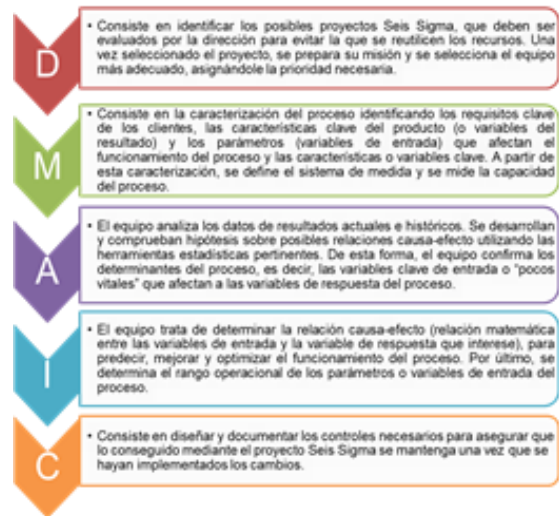 D
• Consiste en identificar los posibles proyectos Seis Sigma, que deben ser
evaluados por la dirección para evitar la que se reutilicen los recursos. Una
vez seleccionado el proyecto, se prepara su misión y se selecciona el equipo
más adecuado, asignándole la prioridad necesaria.
M
• Consiste en la caracterización del proceso identificando los requisitos clave
de los clientes, las características clave del producto (o variables del
resultado) y los parámetros (variables de entrada) que afectan el
funcionamiento del proceso y las características o variables clave. A partir de
esta caracterización, se define el sistema de medida y se mide la capacidad
del proceso.
A
• El equipo analiza los datos de resultados actuales e históricos. Se desarrollan
y comprueban hipótesis sobre posibles relaciones causa-efecto utilizando las
herramientas estadísticas pertinentes. De esta forma, el equipo confirma los
determinantes del proceso, es decir, las variables clave de entrada o “pocos
vitales” que afectan a las variables de respuesta del proceso.
I
• El equipo trata de determinar la relación causa-efecto (relación matemática
entre las variables de entrada y la variable de respuesta que interese), para
predecir, mejorar y optimizar el funcionamiento del proceso. Por último, se
determina el rango operacional de los parámetros o variables de entrada del
proceso.
C
• Consiste en diseñar y documentar los controles necesarios para asegurar que
lo conseguido mediante el proyecto Seis Sigma se mantenga una vez que se
hayan implementados los cambios.